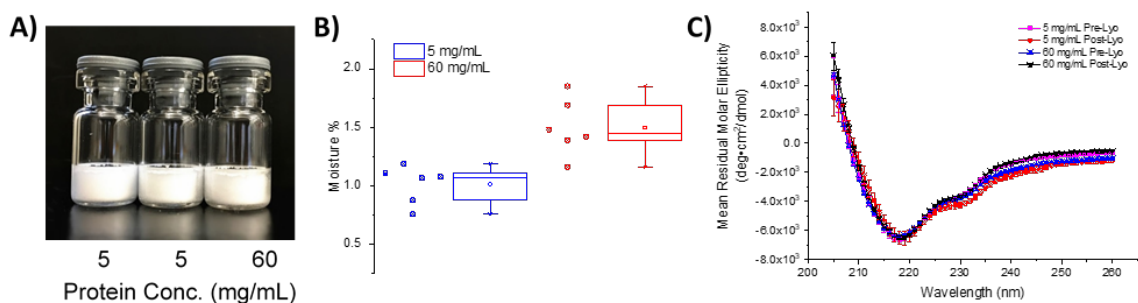 A)
5 5 60
Protein Conc. (mg/mL)
B)
5 mg/mL
60 mg/mL
Moisture %
2.0
1.5
1.0
0.5
C)
5 mg/mL Pre-Lyo
5 mg/mL Post-Lyo
60 mg/mL Pre-Lyo
60 mg/mL Post-Lyo
Mean Residual Molar Ellipticity
(deg•cm²/dmol)
8.0x10³
6.0x10³
4.0x10³
2.0x10³
0.0
-2.0x10³
-4.0x10³
-6.0x10³
-8.0x10³
200 210 220 230 240 250 260
Wavelength (nm)